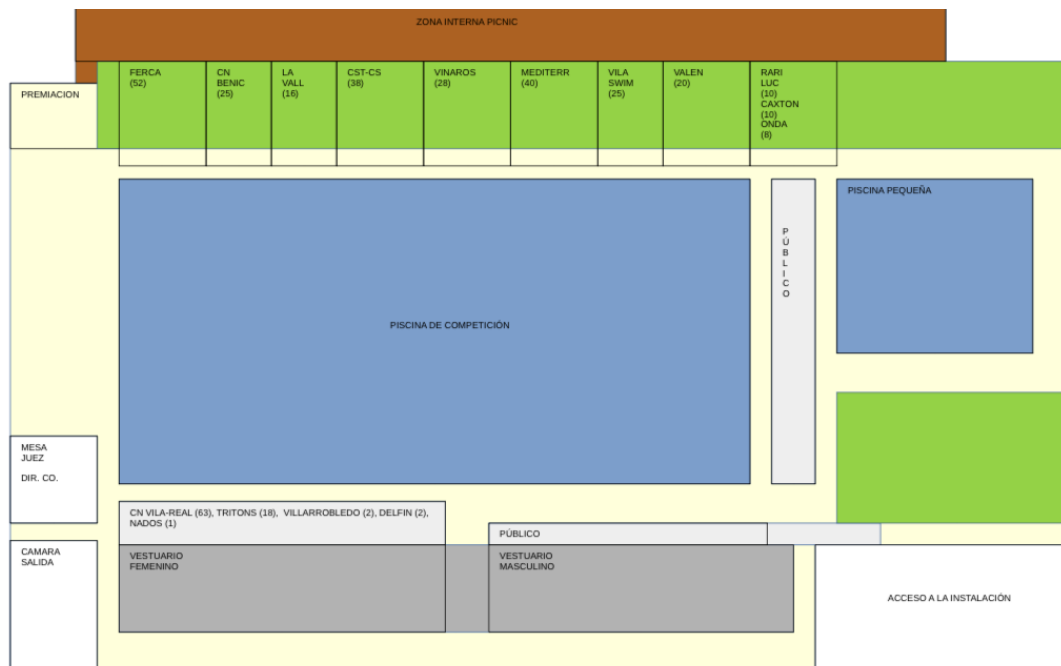 ZONA INTERNA PICNIC
PREMIACION
FERCA
(52)
CN
BENIC
(25)
LA
VALL
(16)
CST-CS
(38)
VINAROS
(28)
MEDITERR
(40)
VILA
SWIM
(25)
VALEN
(20)
RARI
LUC
(10)
CAXTON
(10)
ONDA
(8)
PISCINA DE COMPETICIÓN
P
Ú
B
L
I
C
O
PISCINA PEQUEÑA
MESA
JUEZ
DIR. CO.
CN VILA-REAL (63), TRITONS (18), VILLARROBLEDO (2), DELFIN (2),
NADOS (1)
PÚBLICO
CAMARA
SALIDA
VESTUARIO
FEMENINO
VESTUARIO
MASCULINO
ACCESO A LA INSTALACIÓN